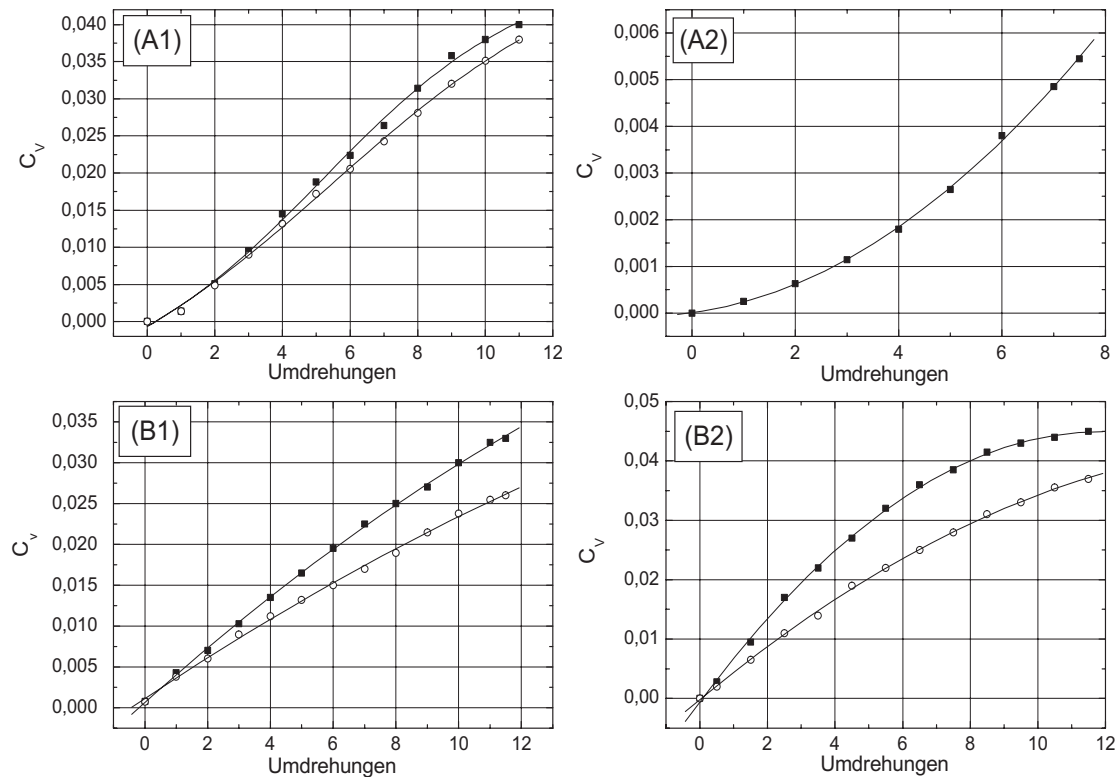 (A1)
0,040
0,035
0,030
0,025
0,020
0,015
0,010
0,005
0,000
C_V
0 2 4 6 8 10 12
Umdrehungen
(A2)
0,006
0,005
0,004
0,003
0,002
0,001
0,000
C_V
0 2 4 6 8
Umdrehungen
(B1)
0,035
0,030
0,025
0,020
0,015
0,010
0,005
0,000
C_v
0 2 4 6 8 10 12
Umdrehungen
(B2)
0,05
0,04
0,03
0,02
0,01
0,00
C_V
0 2 4 6 8 10 12
Umdrehungen